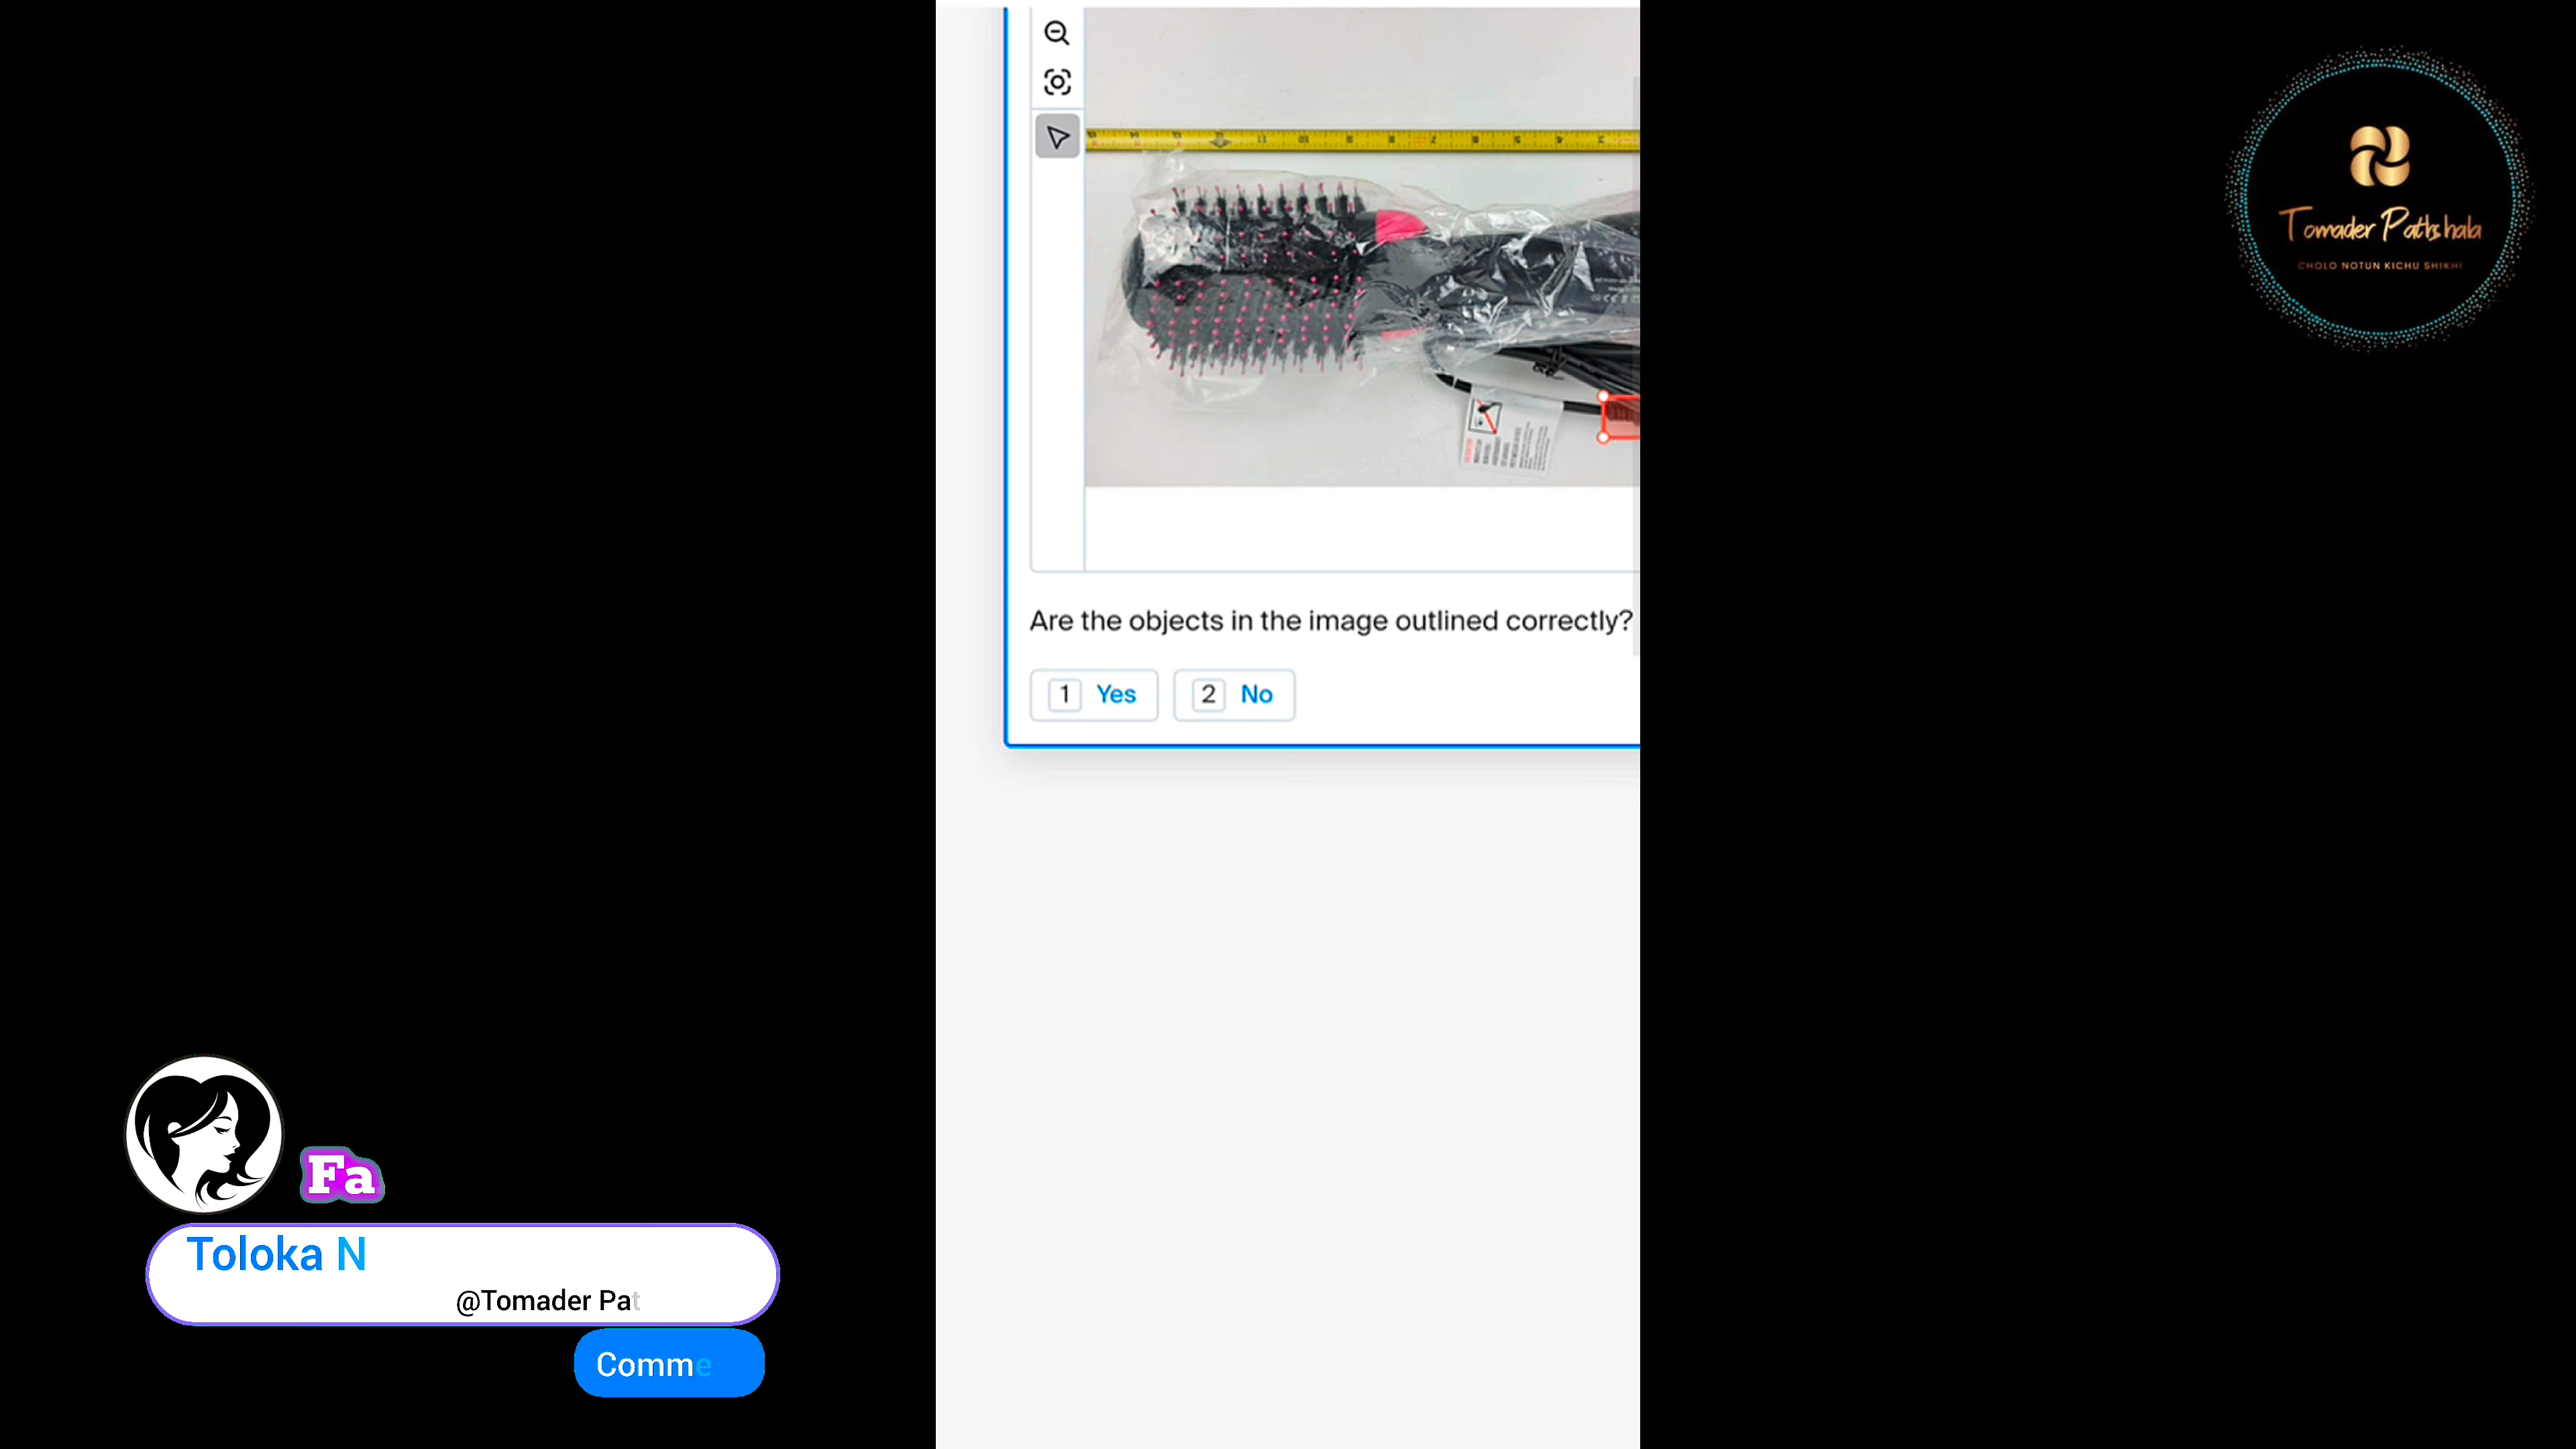 Tomader Pathshala
CHOLO NOTUN KICHU SHIKHI
Are the objects in the image outlined correctly?
1 Yes
2 No
Fa
Toloka N
@Tomader Pat
Comme